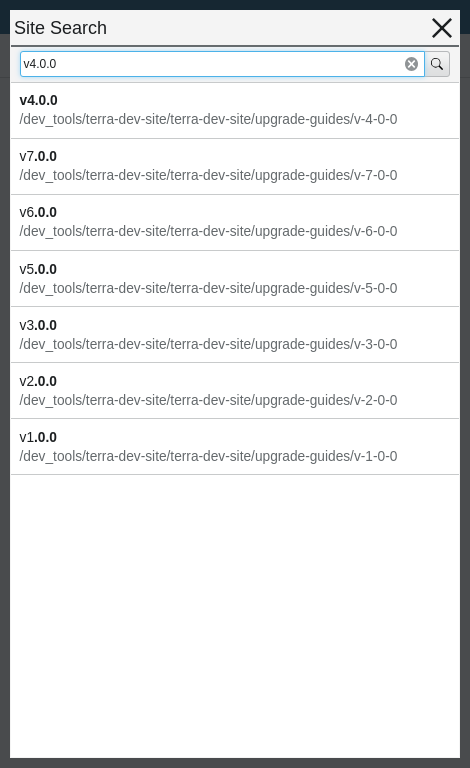 Site Search
v4.0.0
v4.0.0
/dev_tools/terra-dev-site/terra-dev-site/upgrade-guides/v-4-0-0
v7.0.0
/dev_tools/terra-dev-site/terra-dev-site/upgrade-guides/v-7-0-0
v6.0.0
/dev_tools/terra-dev-site/terra-dev-site/upgrade-guides/v-6-0-0
v5.0.0
/dev_tools/terra-dev-site/terra-dev-site/upgrade-guides/v-5-0-0
v3.0.0
/dev_tools/terra-dev-site/terra-dev-site/upgrade-guides/v-3-0-0
v2.0.0
/dev_tools/terra-dev-site/terra-dev-site/upgrade-guides/v-2-0-0
v1.0.0
/dev_tools/terra-dev-site/terra-dev-site/upgrade-guides/v-1-0-0